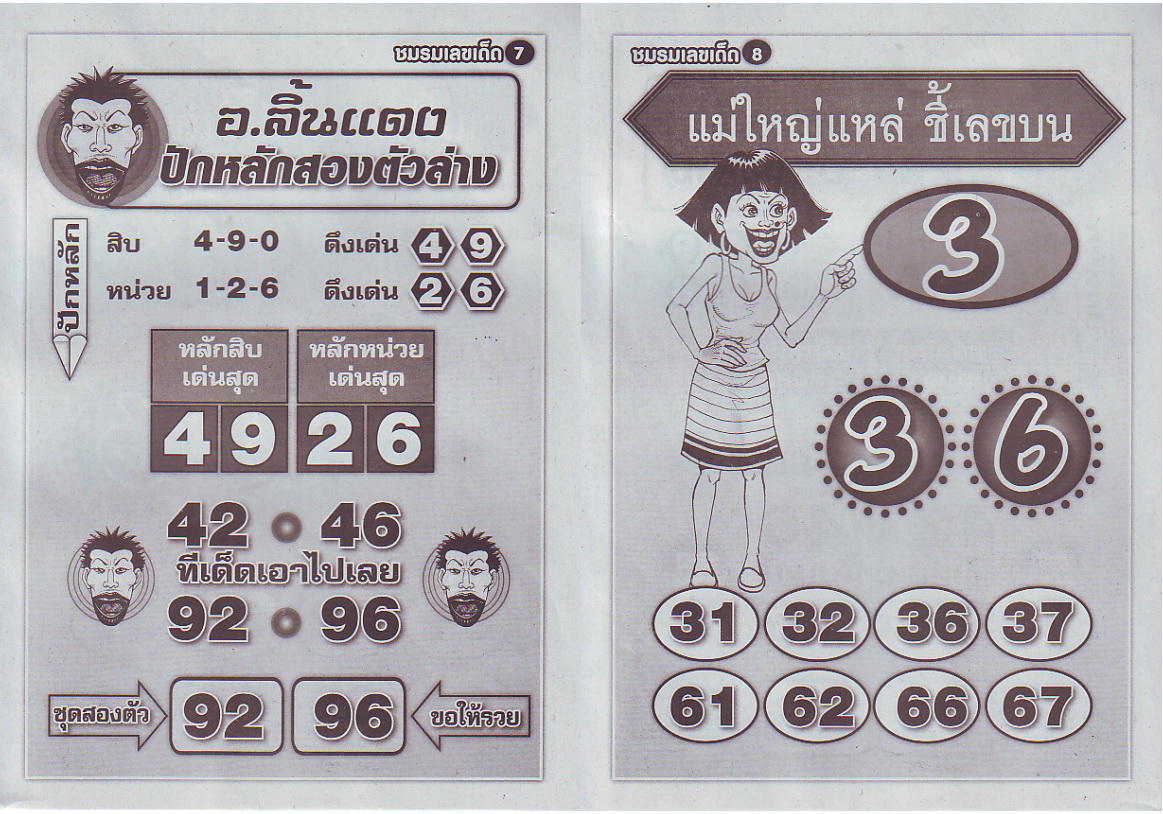 ชมรมเลขเด็ด 7
อ.ลิ้นแตง
ปักหลักสองตัวล่าง
ปักหลัก
สิบ 4-9-0 ดึงเด่น 4 9
หน่วย 1-2-6 ดึงเด่น 2 6
หลักสิบ หลักหน่วย
เด่นสุด เด่นสุด
4 9 2 6
42 • 46
ทีเด็ดเอาไปเลย
92 • 96
ชุดสองตัว 92 96 ขอให้รวย
ชมรมเลขเด็ด 8
แม่ใหญ่แหล่ ชี้เลขบน
3
3 6
31 32 36 37
61 62 66 67